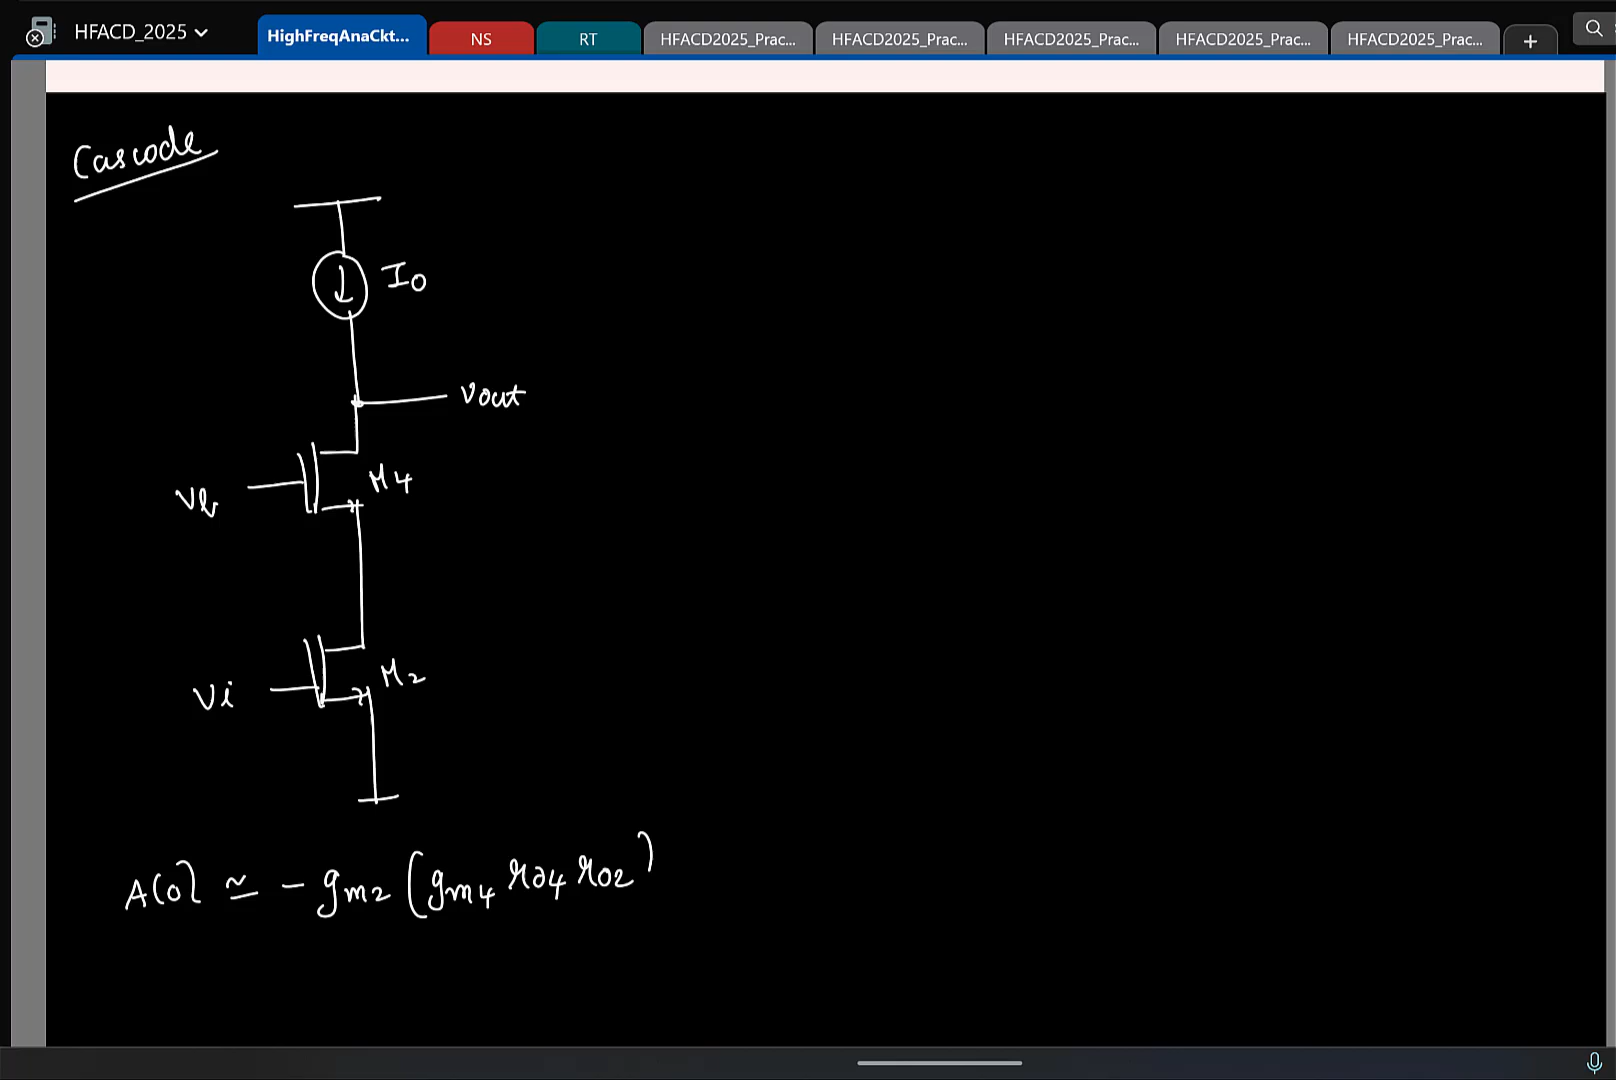 HFACD_2025
HighFreqAnaCkt...
NS
RT
HFACD2025_Prac...
HFACD2025_Prac...
HFACD2025_Prac...
HFACD2025_Prac...
HFACD2025_Prac...
+
Cascode
I0
Vout
M4
Vb
M2
Vi
A(0) ≃ - gm2 (gm4 ro4 ro2)